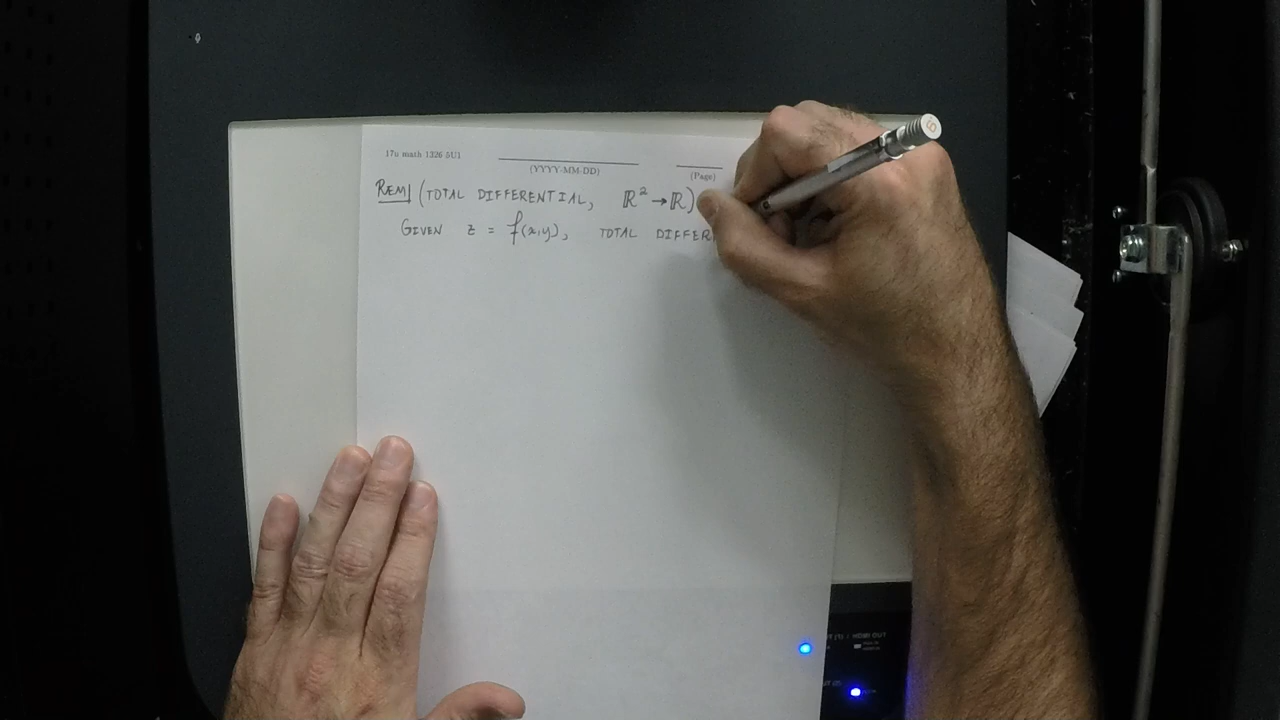 17u math 1326 5U1
(YYYY-MM-DD)
(Page)
REM (TOTAL DIFFERENTIAL, ℝ² → ℝ)
GIVEN z = f(x,y), TOTAL DIFFER